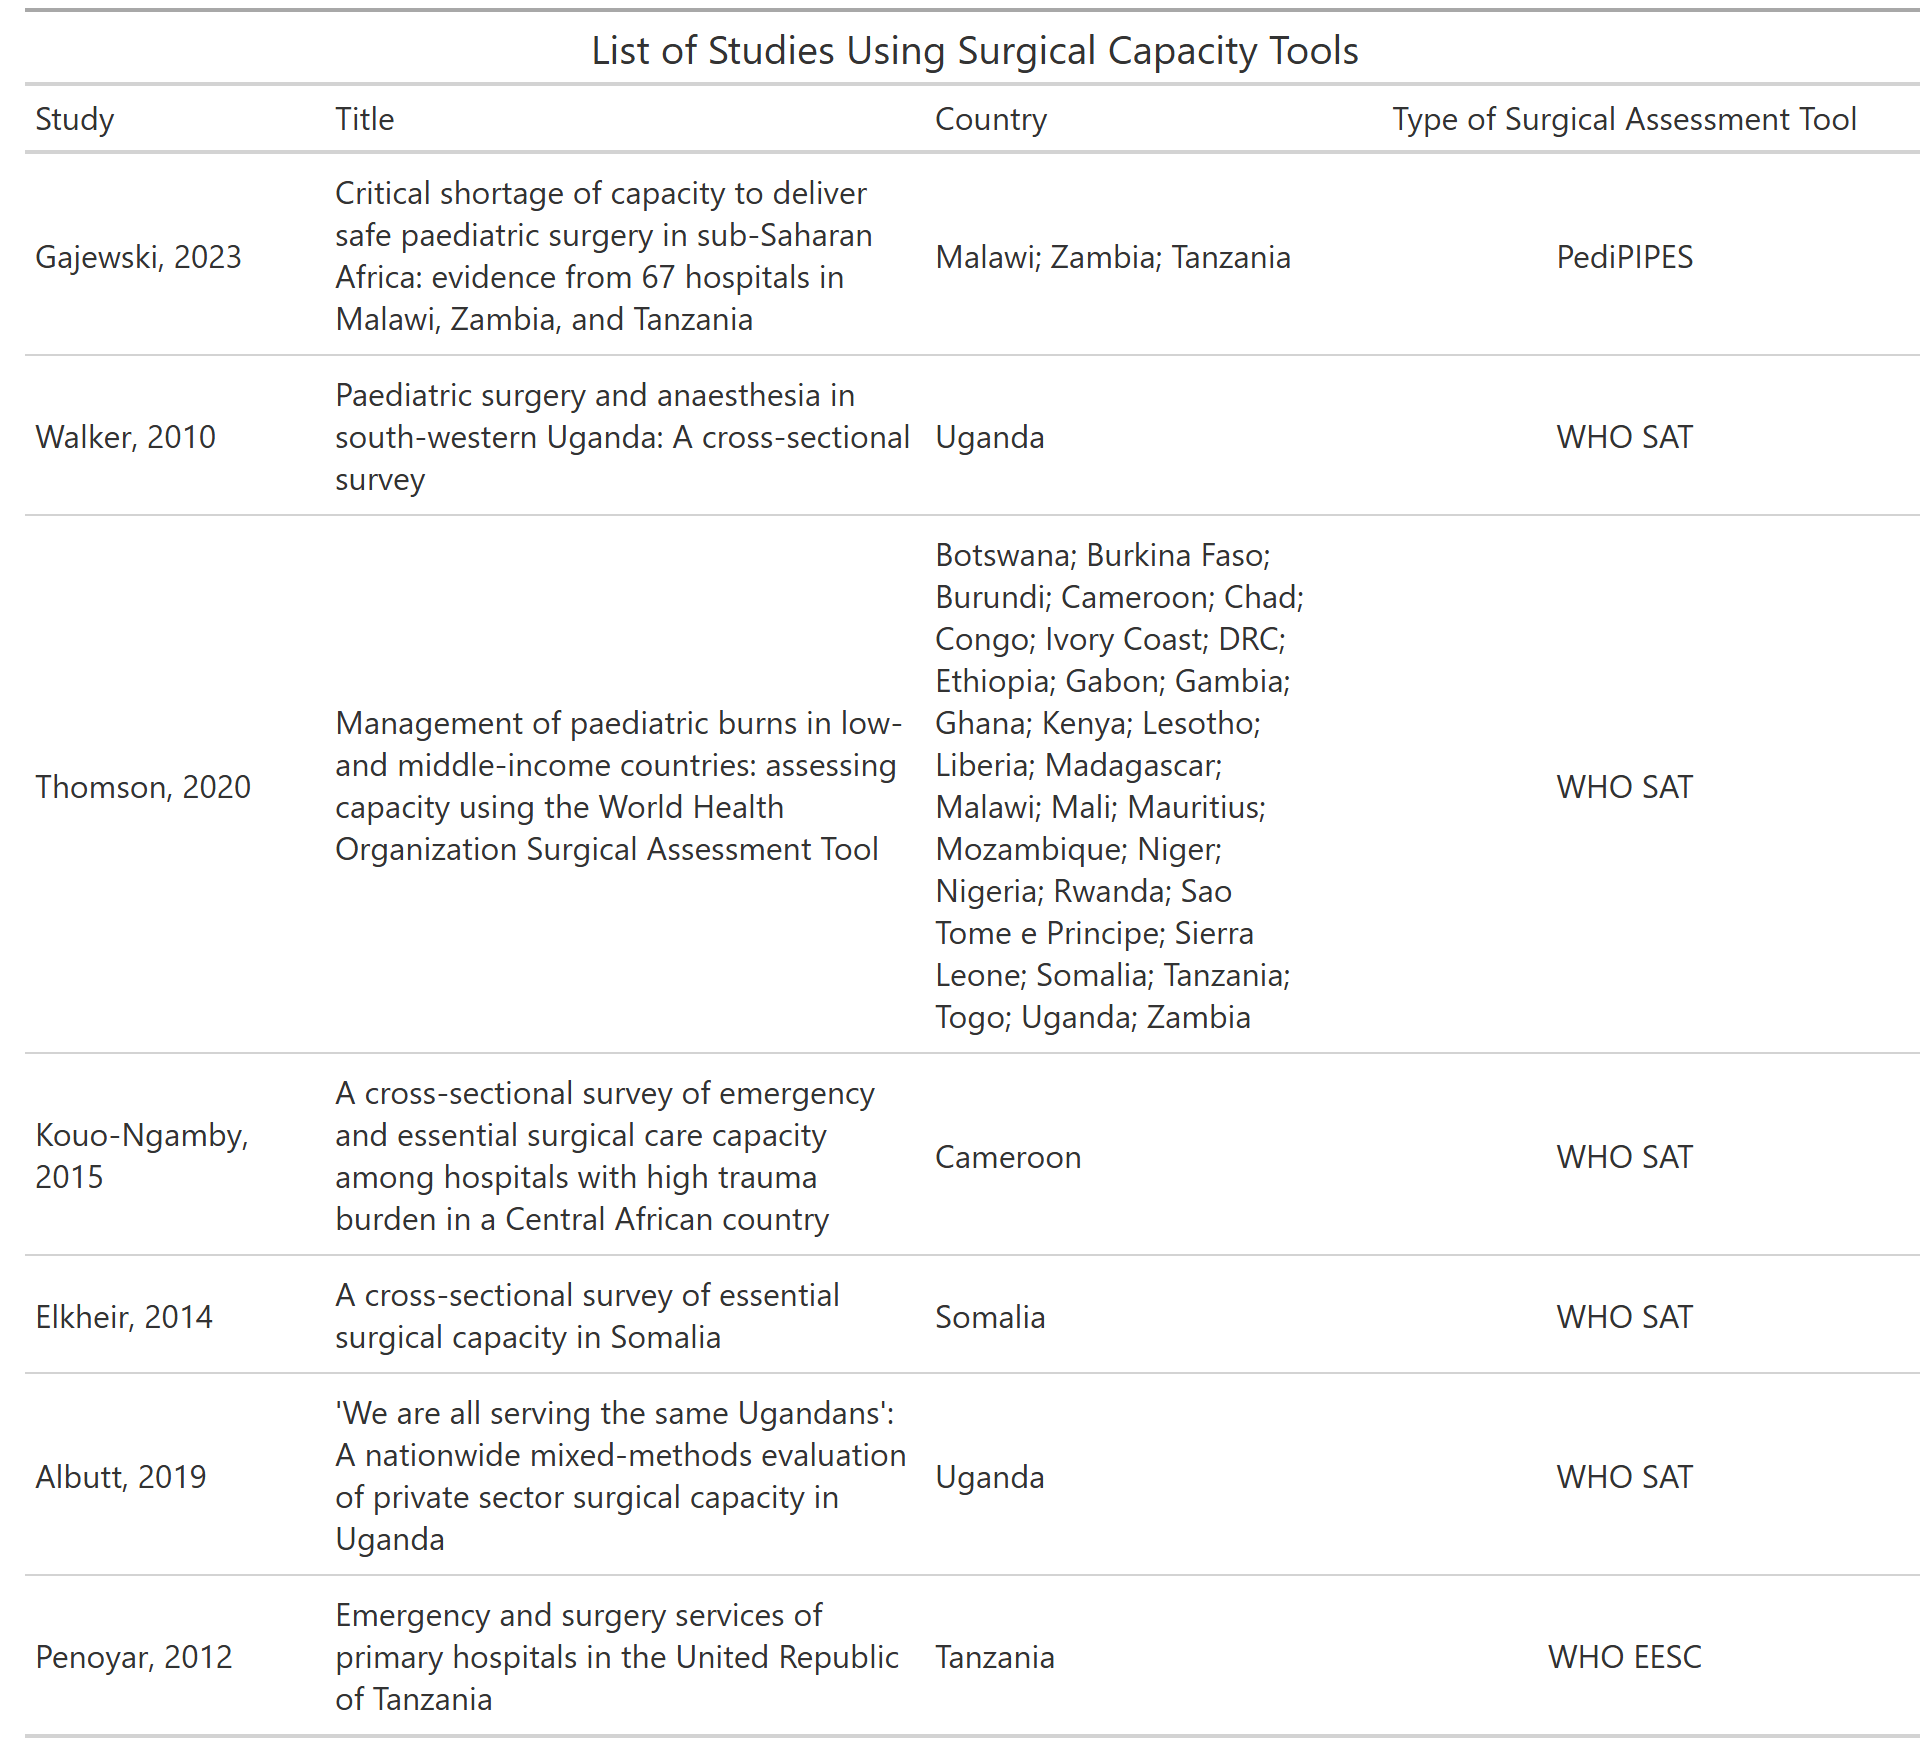 List of Studies Using Surgical Capacity Tools
Study Title Country Type of Surgical Assessment Tool
Critical shortage of capacity to deliver
safe paediatric surgery in sub-Saharan
Gajewski, 2023 Africa: evidence from 67 hospitals in Malawi; Zambia; Tanzania PediPIPES
Malawi, Zambia, and Tanzania
Paediatric surgery and anaesthesia in
Walker, 2010 south-western Uganda: A cross-sectional Uganda WHO SAT
survey
Thomson, 2020
Management of paediatric burns in low-
and middle-income countries: assessing
capacity using the World Health
Organization Surgical Assessment Tool
Botswana; Burkina Faso;
Burundi; Cameroon; Chad;
Congo; Ivory Coast; DRC;
Ethiopia; Gabon; Gambia;
Ghana; Kenya; Lesotho;
Liberia; Madagascar;
Malawi; Mali; Mauritius;
Mozambique; Niger;
Nigeria; Rwanda; Sao
Tome e Principe; Sierra
Leone; Somalia; Tanzania;
Togo; Uganda; Zambia
WHO SAT
Kouo-Ngamby,
2015
A cross-sectional survey of emergency
and essential surgical care capacity
among hospitals with high trauma
burden in a Central African country
Cameroon
WHO SAT
Elkheir, 2014
A cross-sectional survey of essential
surgical capacity in Somalia
Somalia
WHO SAT
Albutt, 2019
'We are all serving the same Ugandans':
A nationwide mixed-methods evaluation
of private sector surgical capacity in
Uganda
Uganda
WHO SAT
Penoyar, 2012
Emergency and surgery services of
primary hospitals in the United Republic
of Tanzania
Tanzania
WHO EESC